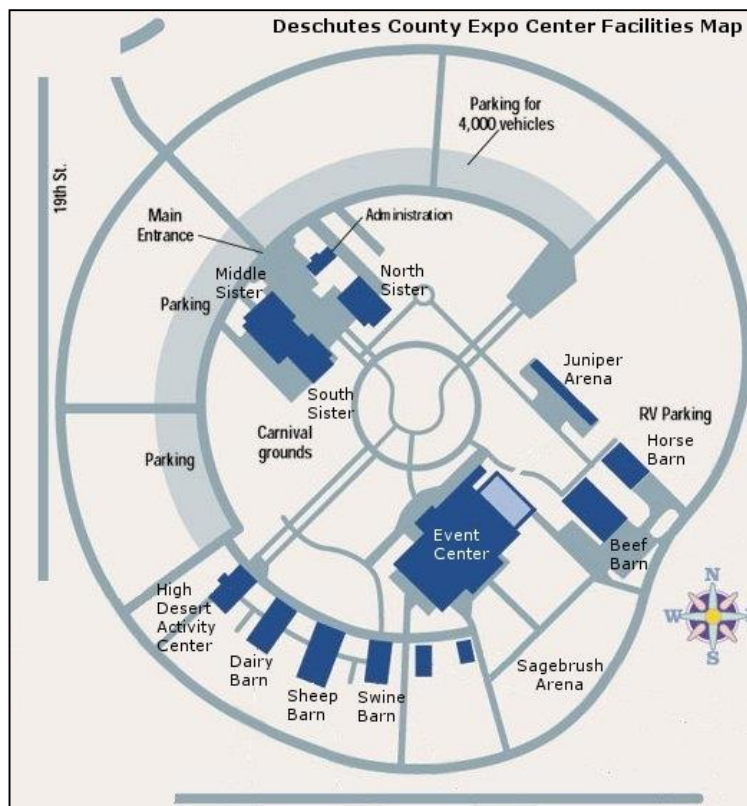 Deschutes County Expo Center Facilities Map
Parking for
4,000 vehicles
19th St.
Main
Entrance
Administration
Middle
Sister
North
Sister
Parking
Juniper
Arena
South
Sister
RV Parking
Carnival
grounds
Horse
Barn
Parking
Event
Center
Beef
Barn
N
W
S
High
Desert
Activity
Center
Dairy
Barn
Sheep
Barn
Swine
Barn
Sagebrush
Arena